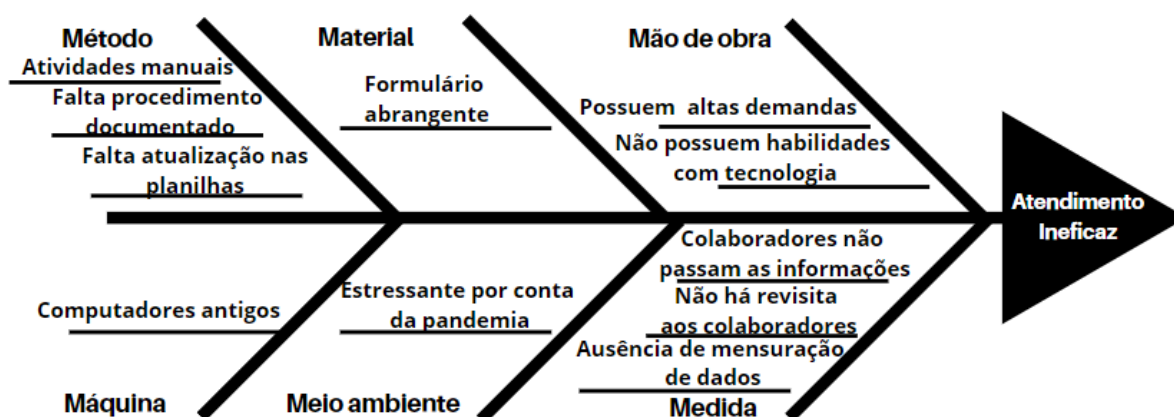 Método
Atividades manuais
Falta procedimento
documentado
Falta atualização nas
planilhas
Material
Formulário
abrangente
Mão de obra
Possuem altas demandas
Não possuem habilidades
com tecnologia
Atendimento
Ineficaz
Computadores antigos
Máquina
Estressante por conta
da pandemia
Meio ambiente
Colaboradores não
passam as informações
Não há revisita
aos colaboradores
Ausência de mensuração
de dados
Medida